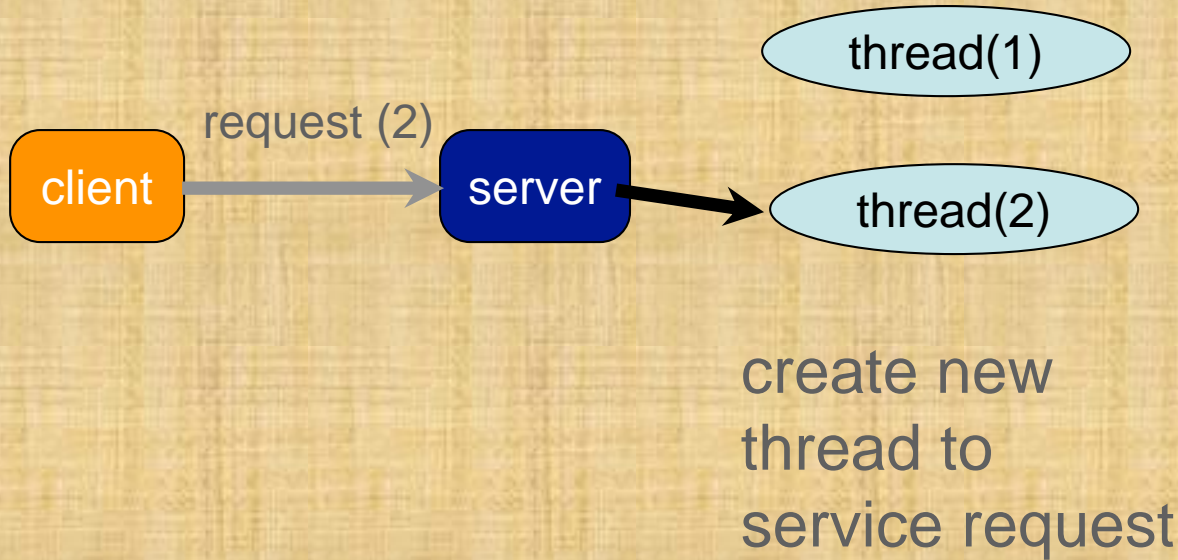 thread(1)
request (2)
client
server
thread(2)
create new
thread to
service request